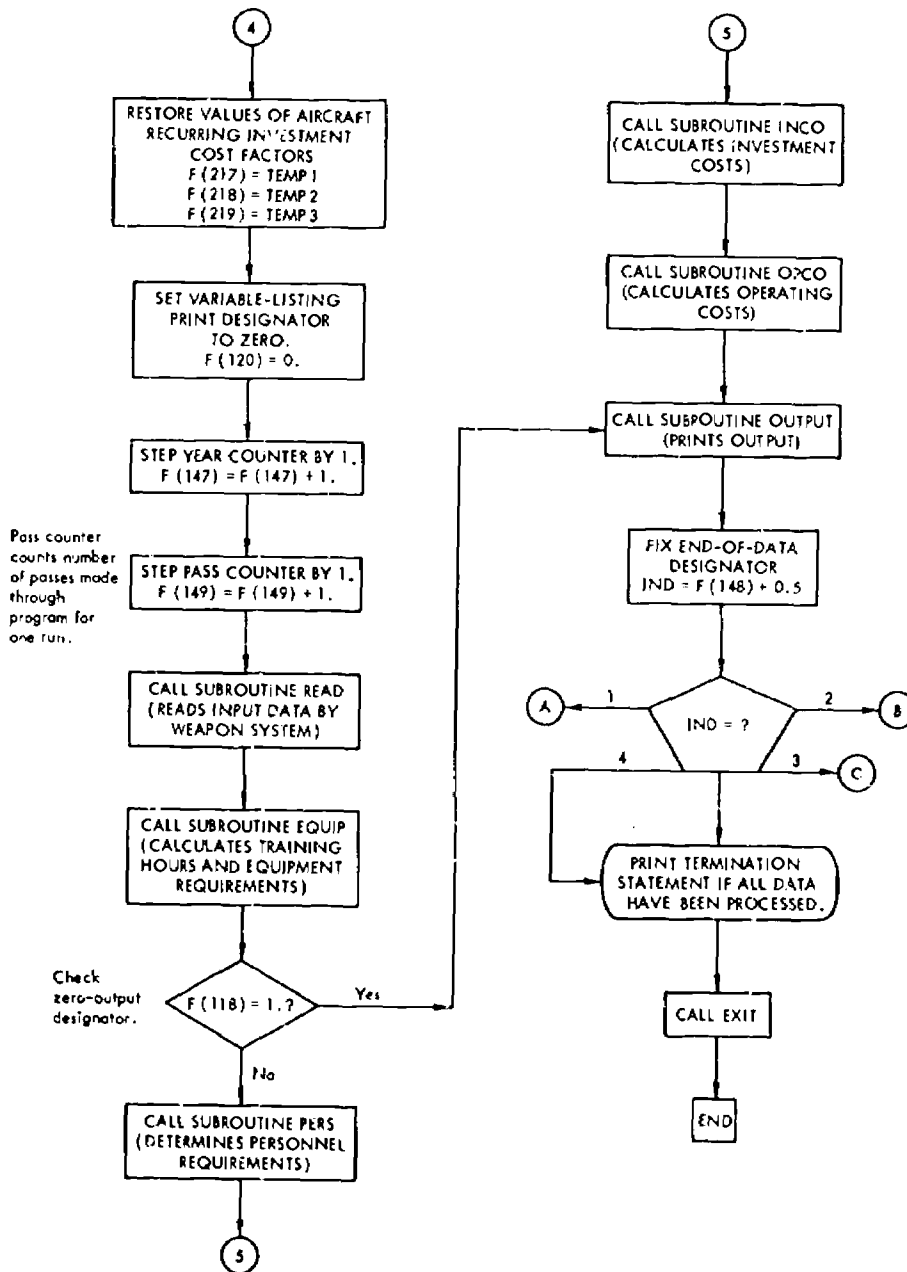 4
RESTORE VALUES OF AIRCRAFT
RECURRING INVESTMENT
COST FACTORS
F (217) = TEMP 1
F (218) = TEMP 2
F (219) = TEMP 3
SET VARIABLE-LISTING
PRINT DESIGNATOR
TO ZERO.
F (120) = 0.
STEP YEAR COUNTER BY 1.
F (147) = F (147) + 1.
Pass counter
counts number
of passes made
through
program for
one run.
STEP PASS COUNTER BY 1.
F (149) = F (149) + 1.
CALL SUBROUTINE READ
(READS INPUT DATA BY
WEAPON SYSTEM)
CALL SUBROUTINE EQUIP
(CALCULATES TRAINING
HOURS AND EQUIPMENT
REQUIREMENTS)
Check
zero-output
designator.
F (118) = 1.?
Yes
No
CALL SUBROUTINE PERS
(DETERMINES PERSONNEL
REQUIREMENTS)
5
5
CALL SUBROUTINE INCO
(CALCULATES INVESTMENT
COSTS)
CALL SUBROUTINE OPCO
(CALCULATES OPERATING
COSTS)
CALL SUBROUTINE OUTPUT
(PRINTS OUTPUT)
FIX END-OF-DATA
DESIGNATOR
IND = F (148) + 0.5
A
1
IND = ?
2
B
4
3
C
PRINT TERMINATION
STATEMENT IF ALL DATA
HAVE BEEN PROCESSED.
CALL EXIT
END